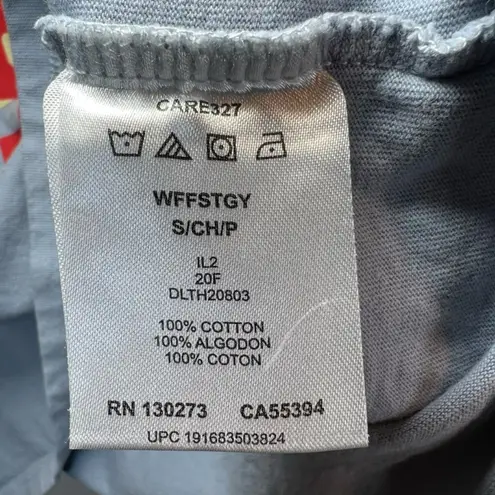 CARE327
WFFSTGY
S/CH/P
IL2
20F
DLTH20803
100% COTTON
100% ALGODON
100% COTON
RN 130273 CA55394
UPC 191683503824